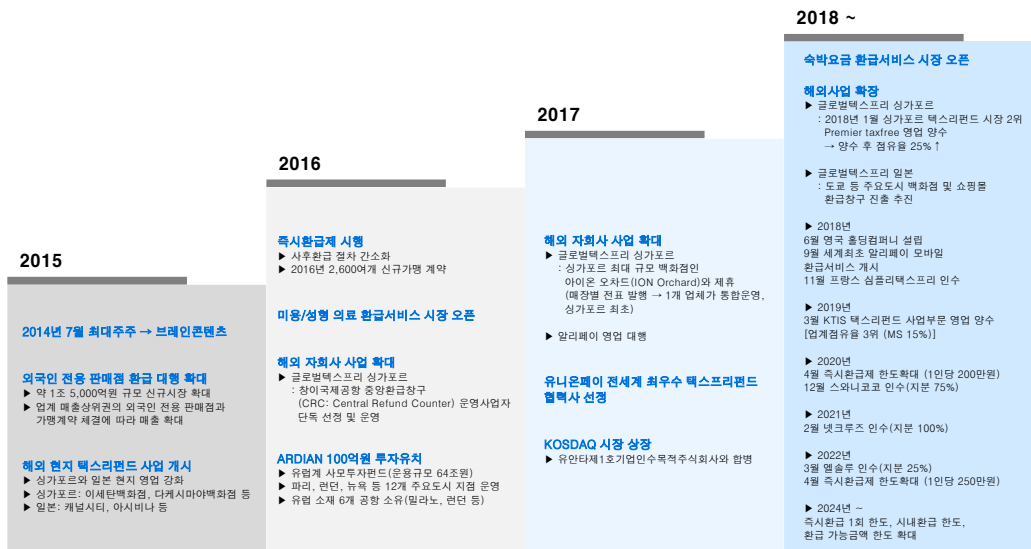 2015
2014년 7월 최대주주 → 브레인콘텐츠
외국인 전용 판매점 환급 대행 확대
▶ 약 1조 5,000억원 규모 신규시장 확대
▶ 업계 매출상위권의 외국인 전용 판매점과
가맹계약 체결에 따라 매출 확대
해외 현지 택스리펀드 사업 개시
▶ 싱가포르와 일본 현지 영업 강화
▶ 싱가포르: 이세탄백화점, 다케시마야백화점 등
▶ 일본: 캐널시티, 아시비나 등
2016
즉시환급제 시행
▶ 사후환급 절차 간소화
▶ 2016년 2,600여개 신규가맹 계약
미용/성형 의료 환급서비스 시장 오픈
해외 자회사 사업 확대
▶ 글로벌텍스프리 싱가포르
: 창이국제공항 중앙환급창구
(CRC: Central Refund Counter) 운영사업자
단독 선정 및 운영
ARDIAN 100억원 투자유치
▶ 유럽계 사모투자펀드(운용규모 64조원)
▶ 파리, 런던, 뉴욕 등 12개 주요도시 지점 운영
▶ 유럽 소재 6개 공항 소유(밀라노, 런던 등)
2017
해외 자회사 사업 확대
▶ 글로벌텍스프리 싱가포르
: 싱가포르 최대 규모 백화점인
아이온 오차드(ION Orchard)와 제휴
(매장별 전표 발행 → 1개 업체가 통합운영,
싱가포르 최초)
▶ 알리페이 영업 대행
유니온페이 전세계 최우수 택스프리펀드
협력사 선정
KOSDAQ 시장 상장
▶ 유안타제1호기업인수목적주식회사와 합병
2018 ~
숙박요금 환급서비스 시장 오픈
해외사업 확장
▶ 글로벌텍스프리 싱가포르
: 2018년 1월 싱가포르 텍스리펀드 시장 2위
Premier taxfree 영업 양수
→ 양수 후 점유율 25%↑
▶ 글로벌텍스프리 일본
: 도쿄 등 주요도시 백화점 및 쇼핑몰
환급창구 진출 추진
▶ 2018년
6월 영국 홀딩컴퍼니 설립
9월 세계최초 알리페이 모바일
환급서비스 개시
11월 프랑스 심플리택스프리 인수
▶ 2019년
3월 KTIS 택스리펀드 사업부문 영업 양수
[업계점유율 3위 (MS 15%)]
▶ 2020년
4월 즉시환급제 한도확대 (1인당 200만원)
12월 스와니코코 인수(지분 75%)
▶ 2021년
2월 넷크루즈 인수(지분 100%)
▶ 2022년
3월 엘솔루 인수(지분 25%)
4월 즉시환급제 한도확대 (1인당 250만원)
▶ 2024년 ~
즉시환급 1회 한도, 시내환급 한도,
환급 가능금액 한도 확대